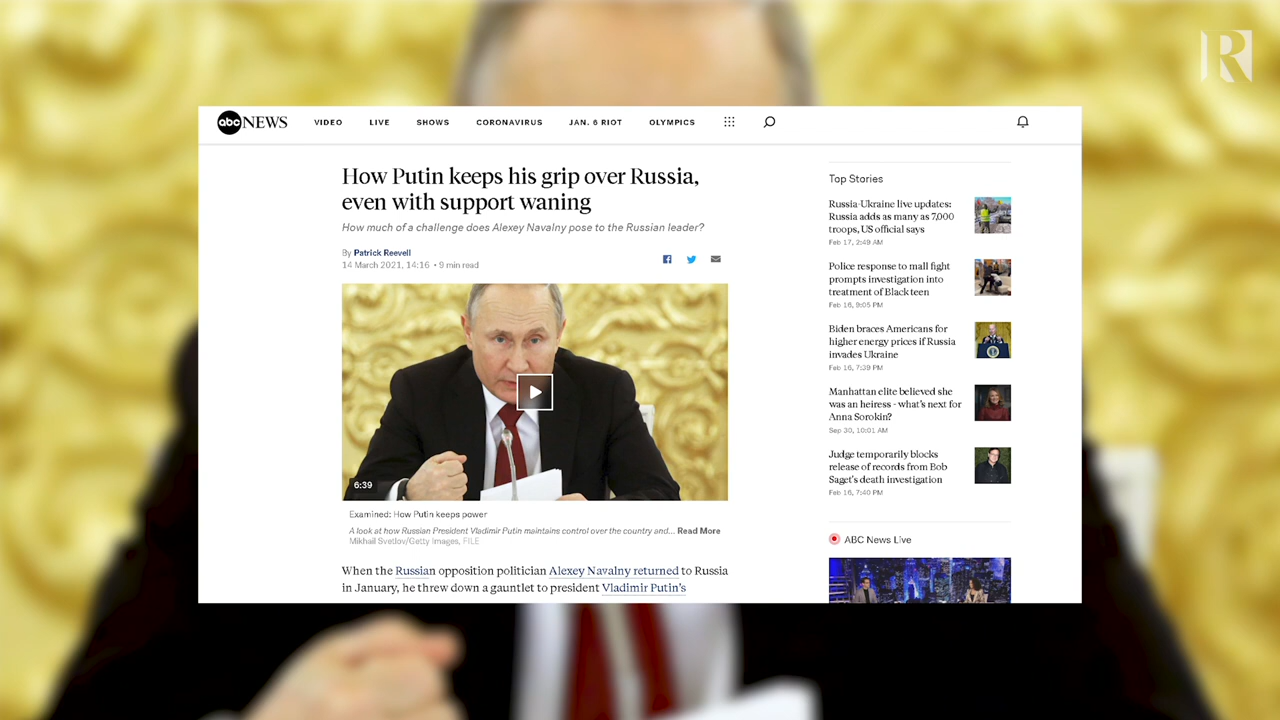 R
abc NEWS
VIDEO
LIVE
SHOWS
CORONAVIRUS
JAN. 6 RIOT
OLYMPICS
How Putin keeps his grip over Russia,
even with support waning
How much of a challenge does Alexey Navalny pose to the Russian leader?
By Patrick Reevell
14 March 2021, 14:16 • 9 min read
6:39
Examined: How Putin keeps power
A look at how Russian President Vladimir Putin maintains control over the country and... Read More
Mikhail Svetlov/Getty Images, FILE
When the Russian opposition politician Alexey Navalny returned to Russia
in January, he threw down a gauntlet to president Vladimir Putin's
Top Stories
Russia-Ukraine live updates:
Russia adds as many as 7,000
troops, US official says
Feb 17, 2:49 AM
Police response to mall fight
prompts investigation into
treatment of Black teen
Feb 16, 9:05 PM
Biden braces Americans for
higher energy prices if Russia
invades Ukraine
Feb 16, 7:39 PM
Manhattan elite believed she
was an heiress - what's next for
Anna Sorokin?
Sep 30, 10:01 AM
Judge temporarily blocks
release of records from Bob
Saget's death investigation
Feb 16, 7:40 PM
ABC News Live